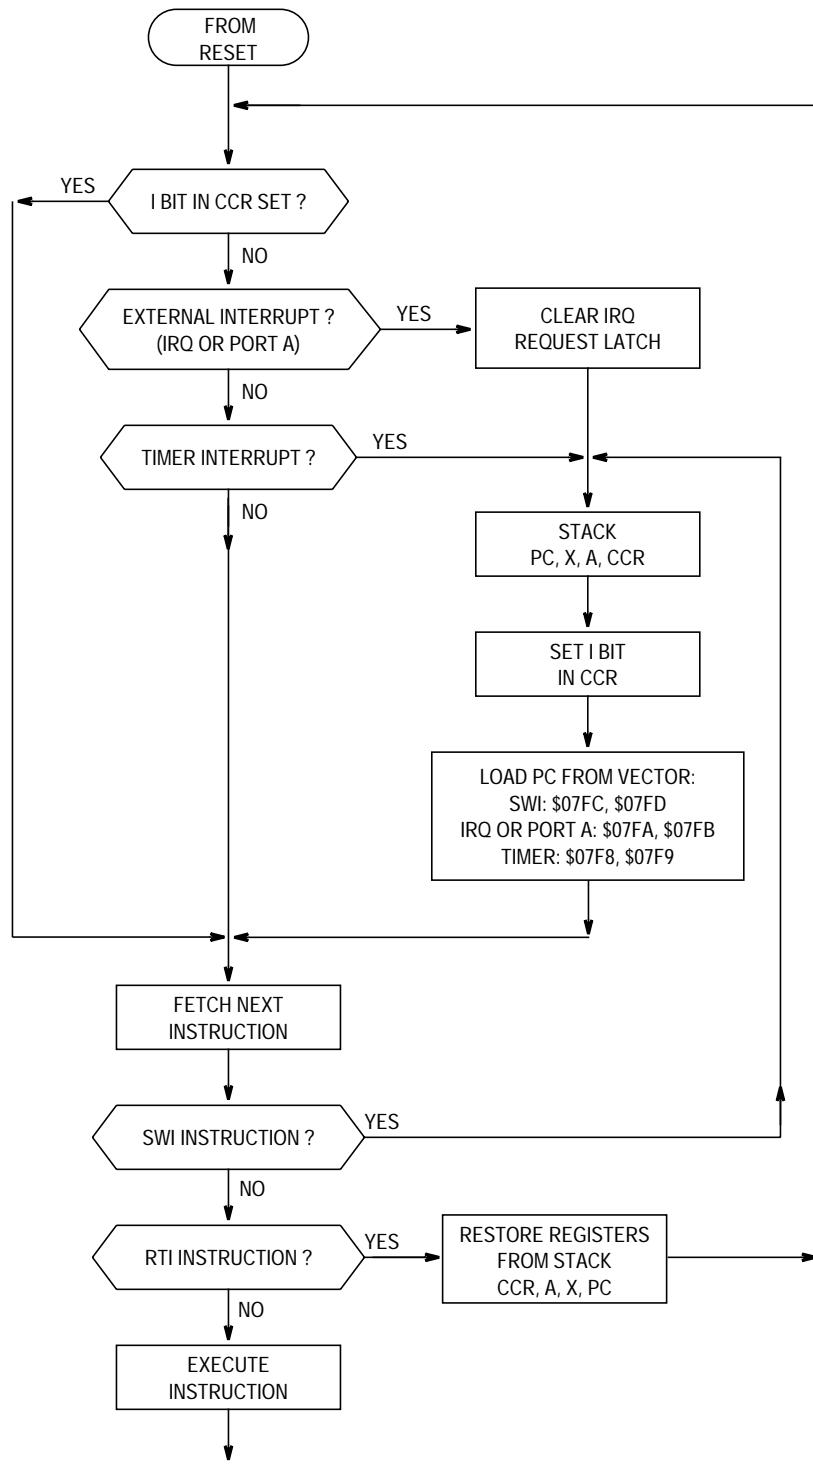 FROM
RESET
YES
I BIT IN CCR SET ?
NO
EXTERNAL INTERRUPT ?
(IRQ OR PORT A)
YES
CLEAR IRQ
REQUEST LATCH
NO
TIMER INTERRUPT ?
YES
NO
STACK
PC, X, A, CCR
SET I BIT
IN CCR
LOAD PC FROM VECTOR:
SWI: $07FC, $07FD
IRQ OR PORT A: $07FA, $07FB
TIMER: $07F8, $07F9
FETCH NEXT
INSTRUCTION
SWI INSTRUCTION ?
YES
NO
RTI INSTRUCTION ?
YES
RESTORE REGISTERS
FROM STACK
CCR, A, X, PC
NO
EXECUTE
INSTRUCTION